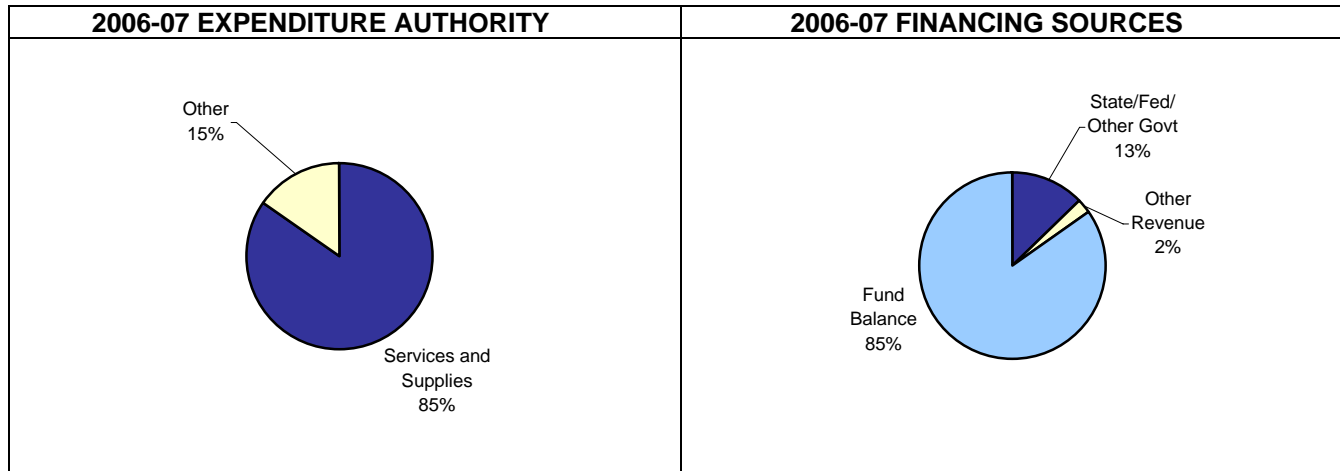 2006-07 EXPENDITURE AUTHORITY
Other
15%
Services and
Supplies
85%
2006-07 FINANCING SOURCES
State/Fed/
Other Govt
13%
Other
Revenue
2%
Fund
Balance
85%